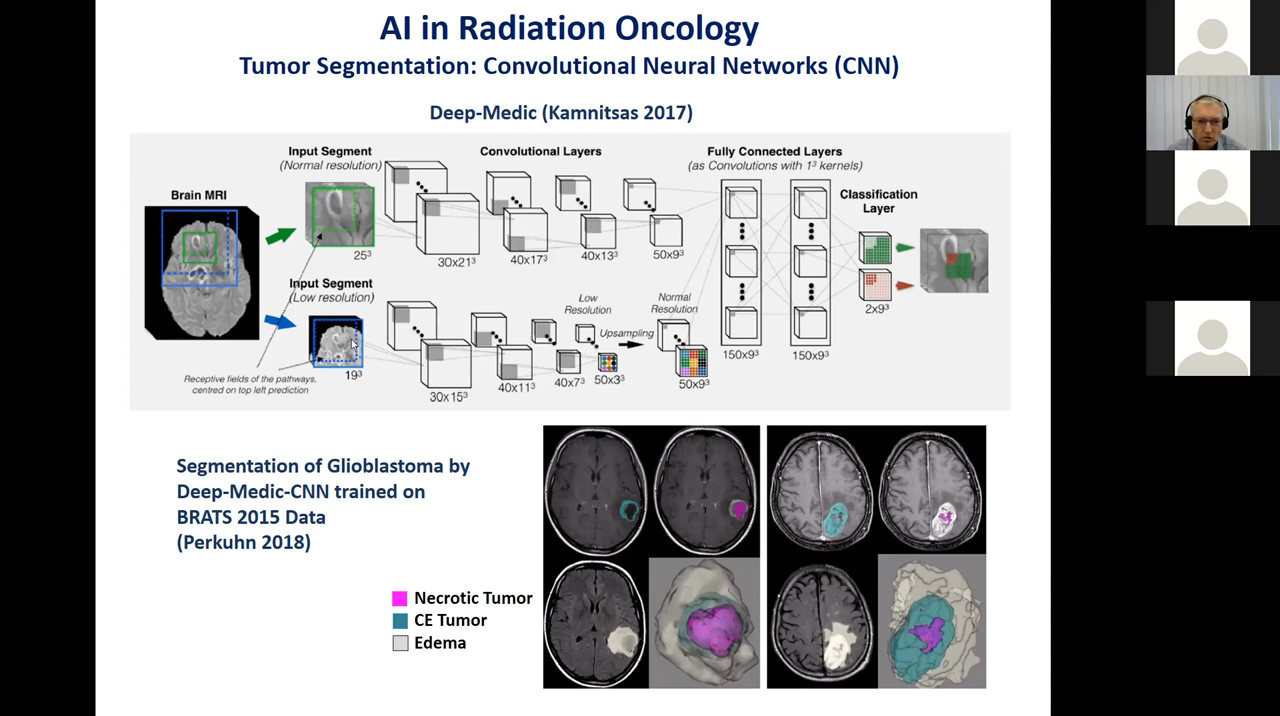 AI in Radiation Oncology
Tumor Segmentation: Convolutional Neural Networks (CNN)
Deep-Medic (Kamnitsas 2017)
Brain MRI
Input Segment
(Normal resolution)
25³
Convolutional Layers
30x21³
40x17³
40x13³
50x9³
Fully Connected Layers
(as Convolutions with 1³ kernels)
150x9³
150x9³
Classification
Layer
2x9³
Input Segment
(Low resolution)
19³
Receptive fields of the pathways,
centred on top left prediction
30x15³
40x11³
40x7³
50x3³
Low
Resolution
Upsampling
Normal
Resolution
50x9³
Segmentation of Glioblastoma by
Deep-Medic-CNN trained on
BRATS 2015 Data
(Perkuhn 2018)
Necrotic Tumor
CE Tumor
Edema